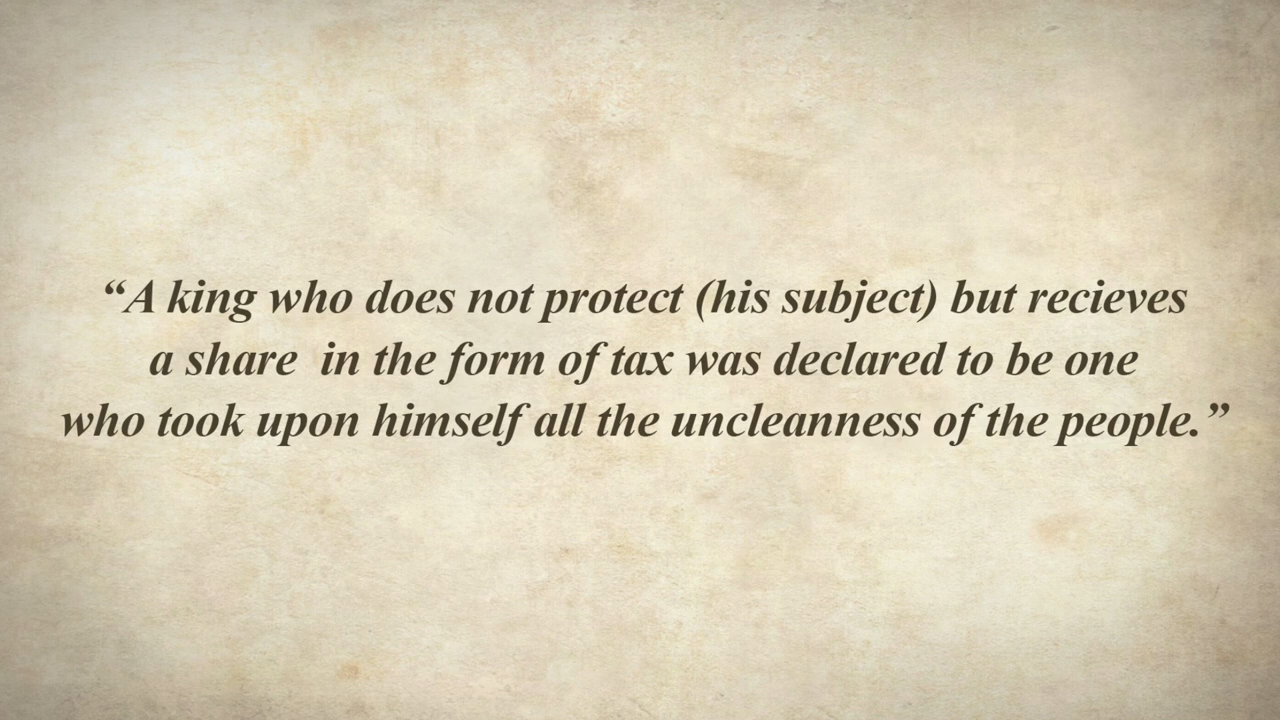 “A king who does not protect (his subject) but recieves
a share  in the form of tax was declared to be one
who took upon himself all the uncleanness of the people.”